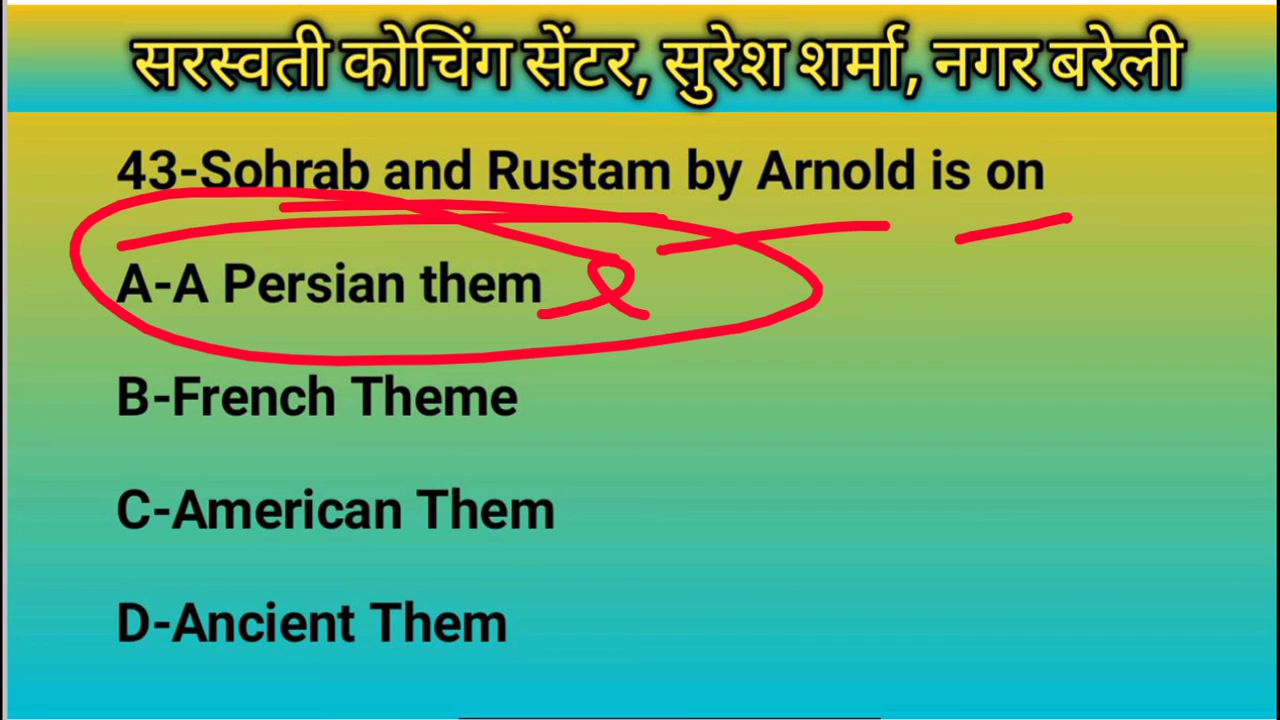 सरस्वती कोचिंग सेंटर, सुरेश शर्मा, नगर बरेली
43-Sohrab and Rustam by Arnold is on
A-A Persian them
B-French Theme
C-American Them
D-Ancient Them